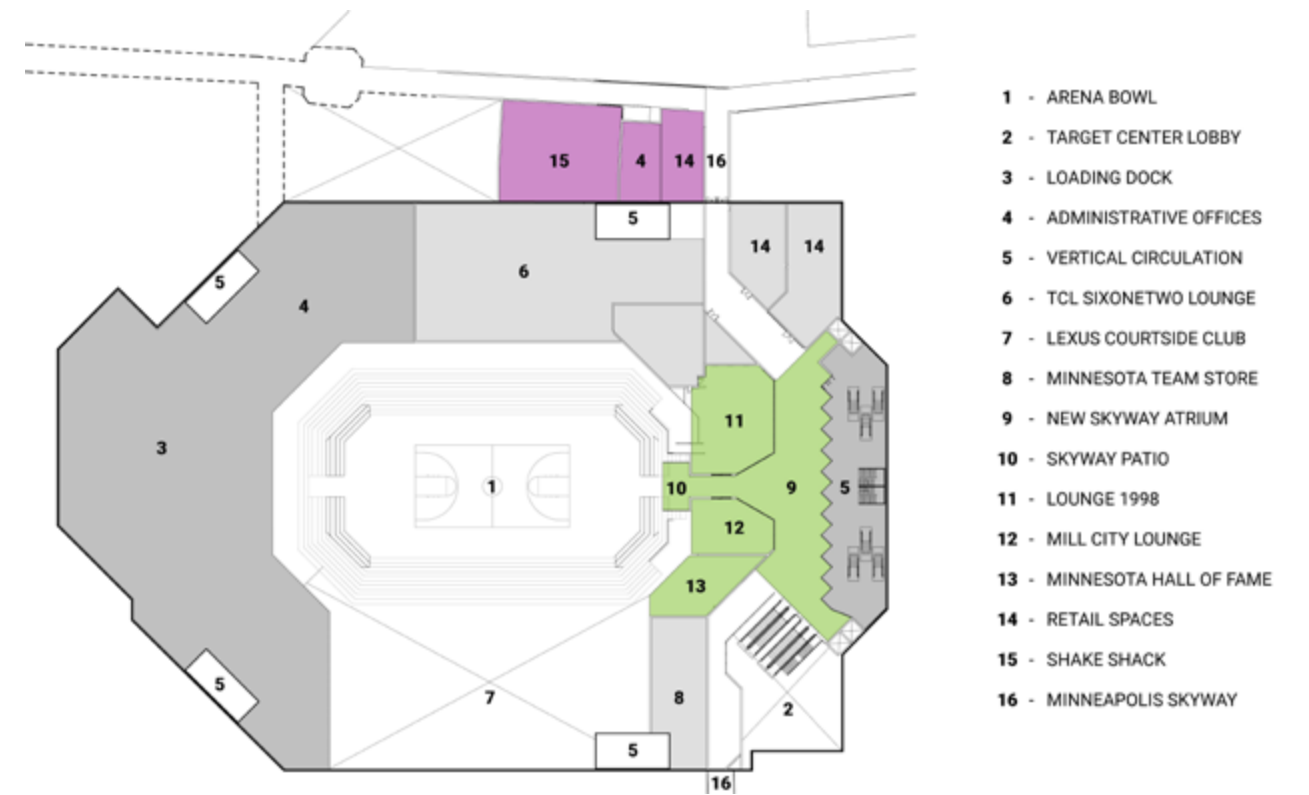 15
4
14
16
5
14
14
6
5
4
11
3
1
10
9
5
12
13
5
7
8
2
5
16
1 - ARENA BOWL
2 - TARGET CENTER LOBBY
3 - LOADING DOCK
4 - ADMINISTRATIVE OFFICES
5 - VERTICAL CIRCULATION
6 - TCL SIXONETWO LOUNGE
7 - LEXUS COURTSIDE CLUB
8 - MINNESOTA TEAM STORE
9 - NEW SKYWAY ATRIUM
10 - SKYWAY PATIO
11 - LOUNGE 1998
12 - MILL CITY LOUNGE
13 - MINNESOTA HALL OF FAME
14 - RETAIL SPACES
15 - SHAKE SHACK
16 - MINNEAPOLIS SKYWAY